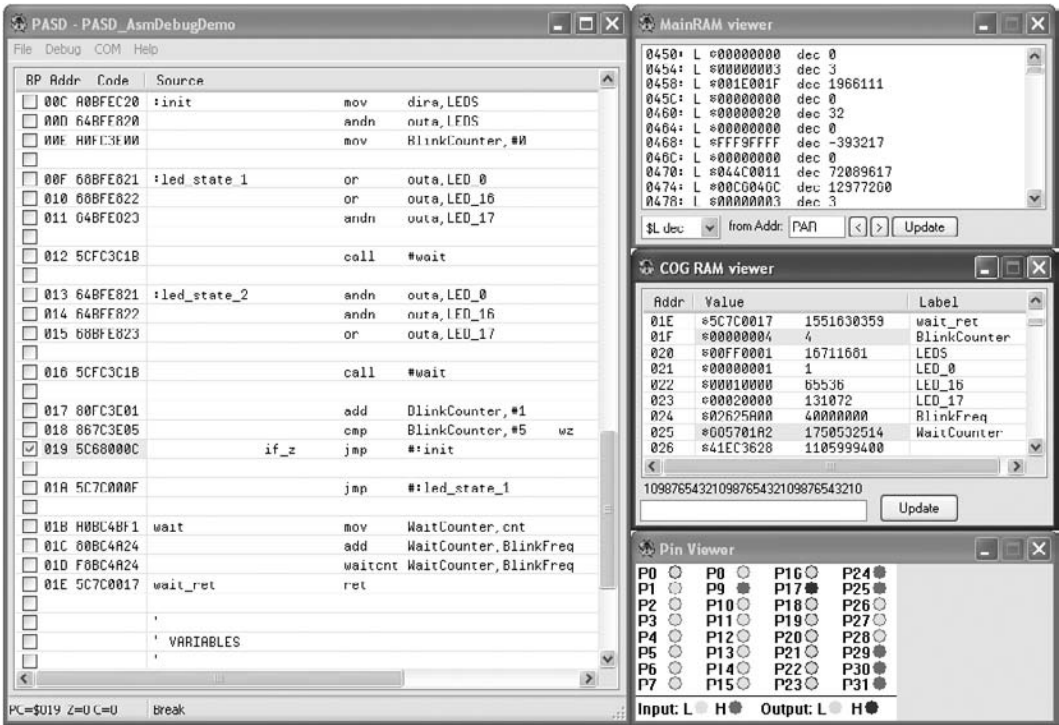 PASD - PASD_AsmDebugDemo
File Debug COM Help
BP Addr Code Source
00C A0BFEC20 :init mov dira,LEDS
00D 64BFE820 andn outa,LEDS
00E A0FC3E00 mov BlinkCounter,#0
00F 68BFE821 :led_state_1 or outa,LED_0
010 68BFE822 or outa,LED_16
011 64BFE823 andn outa,LED_17
012 5CFC3C1B call #wait
013 64BFE821 :led_state_2 andn outa,LED_0
014 64BFE822 andn outa,LED_16
015 68BFE823 or outa,LED_17
016 5CFC3C1B call #wait
017 80FC3E01 add BlinkCounter,#1
018 867C3E05 cmp BlinkCounter,#5 wz
019 5C68000C if_z jmp #:init
01A 5C7C000F jmp #:led_state_1
01B A0BC4BF1 wait mov WaitCounter,cnt
01C 80BC4A24 add WaitCounter,BlinkFreq
01D F8BC4A24 waitcnt WaitCounter,BlinkFreq
01E 5C7C0017 wait_ret ret
'
' VARIABLES
'
PC=$019 Z=0 C=0 Break
MainRAM viewer
0450: L $00000000 dec 0
0454: L $00000003 dec 3
0458: L $001E001F dec 1966111
045C: L $00000000 dec 0
0460: L $00000020 dec 32
0464: L $00000000 dec 0
0468: L $FFF9FFFF dec -393217
046C: L $00000000 dec 0
0470: L $044C0011 dec 72089617
0474: L $00C6046C dec 12977260
0478: L $00000003 dec 3
$L dec from Addr: PAR < > Update
COG RAM viewer
Addr Value Label
01E $5C7C0017 1551630359 wait_ret
01F $00000004 4 BlinkCounter
020 $00FF0001 16711681 LEDS
021 $00000001 1 LED_0
022 $00010000 65536 LED_16
023 $00020000 131072 LED_17
024 $02625A00 40000000 BlinkFreq
025 $685701A2 1750532514 WaitCounter
026 $41EC3628 1105999400
10987654321098765432109876543210
Update
Pin Viewer
P0 P8 P16 P24
P1 P9 P17 P25
P2 P10 P18 P26
P3 P11 P19 P27
P4 P12 P20 P28
P5 P13 P21 P29
P6 P14 P22 P30
P7 P15 P23 P31
Input: L H Output: L H